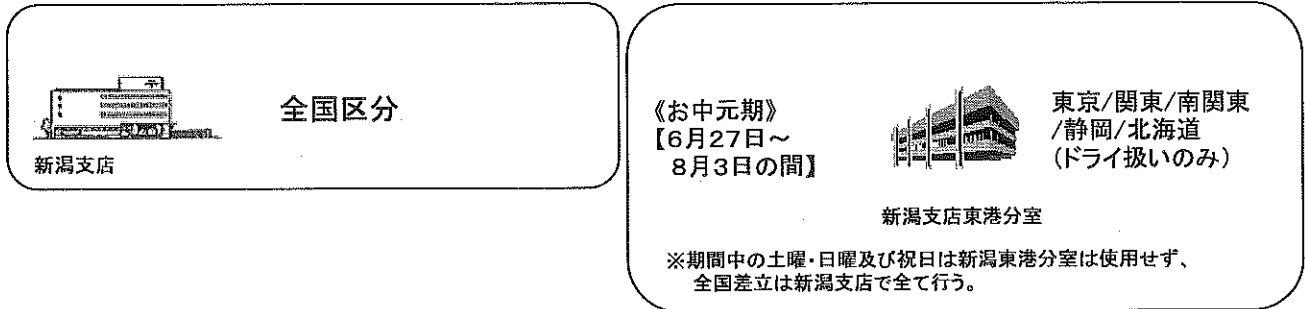 全国区分
新潟支店
《お中元期》
【6月27日～
8月3日の間】
東京/関東/南関東
/静岡/北海道
(ドライ扱いのみ)
新潟支店東港分室
※期間中の土曜・日曜及び祝日は新潟東港分室は使用せず、
全国差立は新潟支店で全て行う。